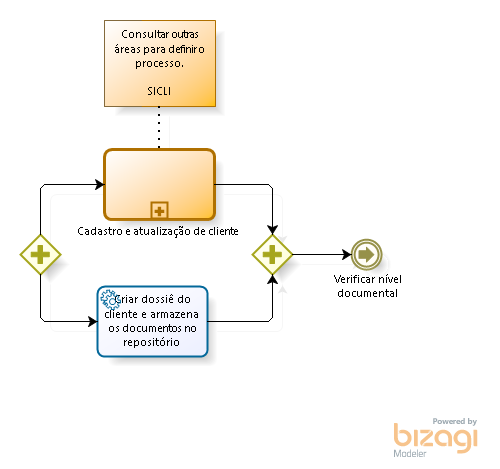 Consultar outras
áreas para definir o
processo.
SICLI
Cadastro e atualização de cliente
Verificar nível
documental
Criar dossiê do
cliente e armazena
os documentos no
repositório
Powered by
bizagi
Modeler